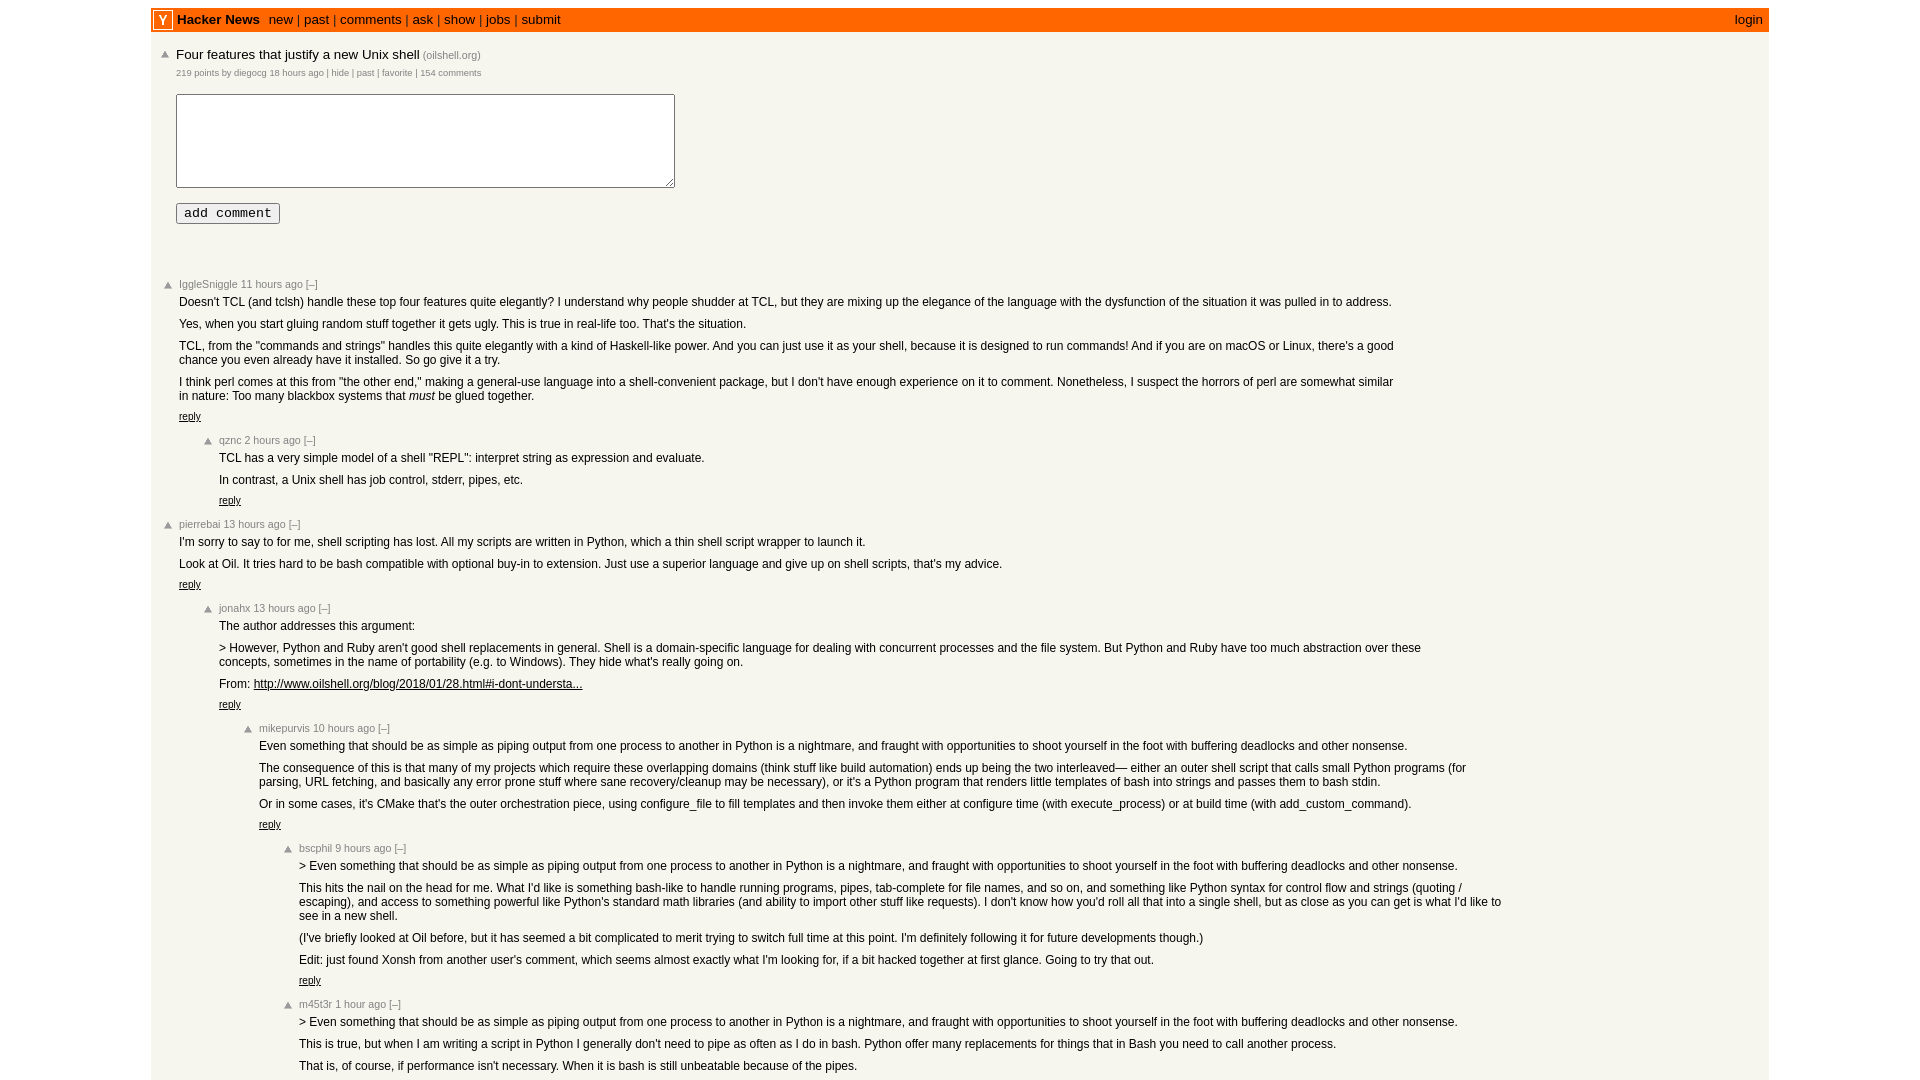 Y Hacker News new | past | comments | ask | show | jobs | submit login
Four features that justify a new Unix shell (oilshell.org)
219 points by diegocg 18 hours ago | hide | past | favorite | 154 comments
add comment
IggleSniggle 11 hours ago [–]
Doesn't TCL (and tclsh) handle these top four features quite elegantly? I understand why people shudder at TCL, but they are mixing up the elegance of the language with the dysfunction of the situation it was pulled in to address.
Yes, when you start gluing random stuff together it gets ugly. This is true in real-life too. That's the situation.
TCL, from the "commands and strings" handles this quite elegantly with a kind of Haskell-like power. And you can just use it as your shell, because it is designed to run commands! And if you are on macOS or Linux, there's a good
chance you even already have it installed. So go give it a try.
I think perl comes at this from "the other end," making a general-use language into a shell-convenient package, but I don't have enough experience on it to comment. Nonetheless, I suspect the horrors of perl are somewhat similar
in nature: Too many blackbox systems that must be glued together.
reply
qznc 2 hours ago [–]
TCL has a very simple model of a shell "REPL": interpret string as expression and evaluate.
In contrast, a Unix shell has job control, stderr, pipes, etc.
reply
pierrebai 13 hours ago [–]
I'm sorry to say to for me, shell scripting has lost. All my scripts are written in Python, which a thin shell script wrapper to launch it.
Look at Oil. It tries hard to be bash compatible with optional buy-in to extension. Just use a superior language and give up on shell scripts, that's my advice.
reply
jonahx 13 hours ago [–]
The author addresses this argument:
> However, Python and Ruby aren't good shell replacements in general. Shell is a domain-specific language for dealing with concurrent processes and the file system. But Python and Ruby have too much abstraction over these
concepts, sometimes in the name of portability (e.g. to Windows). They hide what's really going on.
From: http://www.oilshell.org/blog/2018/01/28.html#i-dont-understa...
reply
mikepurvis 10 hours ago [–]
Even something that should be as simple as piping output from one process to another in Python is a nightmare, and fraught with opportunities to shoot yourself in the foot with buffering deadlocks and other nonsense.
The consequence of this is that many of my projects which require these overlapping domains (think stuff like build automation) ends up being the two interleaved— either an outer shell script that calls small Python programs (for
parsing, URL fetching, and basically any error prone stuff where sane recovery/cleanup may be necessary), or it's a Python program that renders little templates of bash into strings and passes them to bash stdin.
Or in some cases, it's CMake that's the outer orchestration piece, using configure_file to fill templates and then invoke them either at configure time (with execute_process) or at build time (with add_custom_command).
reply
bscphil 9 hours ago [–]
> Even something that should be as simple as piping output from one process to another in Python is a nightmare, and fraught with opportunities to shoot yourself in the foot with buffering deadlocks and other nonsense.
This hits the nail on the head for me. What I'd like is something bash-like to handle running programs, pipes, tab-complete for file names, and so on, and something like Python syntax for control flow and strings (quoting /
escaping), and access to something powerful like Python's standard math libraries (and ability to import other stuff like requests). I don't know how you'd roll all that into a single shell, but as close as you can get is what I'd like to
see in a new shell.
(I've briefly looked at Oil before, but it has seemed a bit complicated to merit trying to switch full time at this point. I'm definitely following it for future developments though.)
Edit: just found Xonsh from another user's comment, which seems almost exactly what I'm looking for, if a bit hacked together at first glance. Going to try that out.
reply
m45t3r 1 hour ago [–]
> Even something that should be as simple as piping output from one process to another in Python is a nightmare, and fraught with opportunities to shoot yourself in the foot with buffering deadlocks and other nonsense.
This is true, but when I am writing a script in Python I generally don't need to pipe as often as I do in bash. Python offer many replacements for things that in Bash you need to call another process.
That is, of course, if performance isn't necessary. When it is bash is still unbeatable because of the pipes.